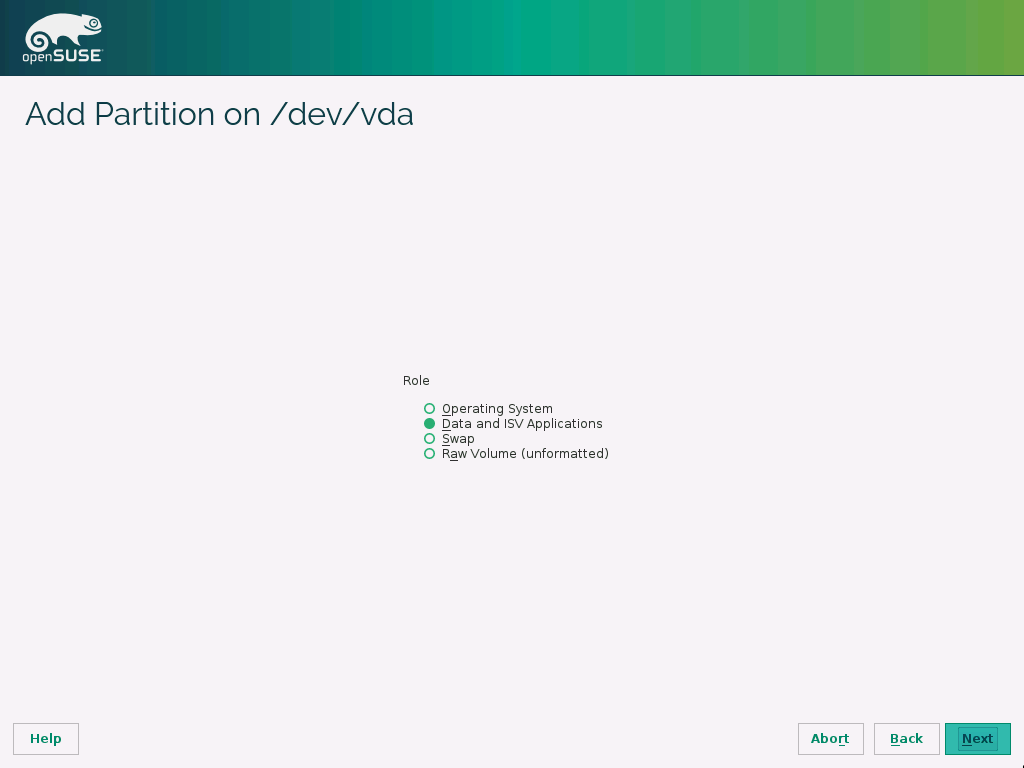 openSUSE
Add Partition on /dev/vda
Role
Operating System
Data and ISV Applications
Swap
Raw Volume (unformatted)
Help
Abort
Back
Next